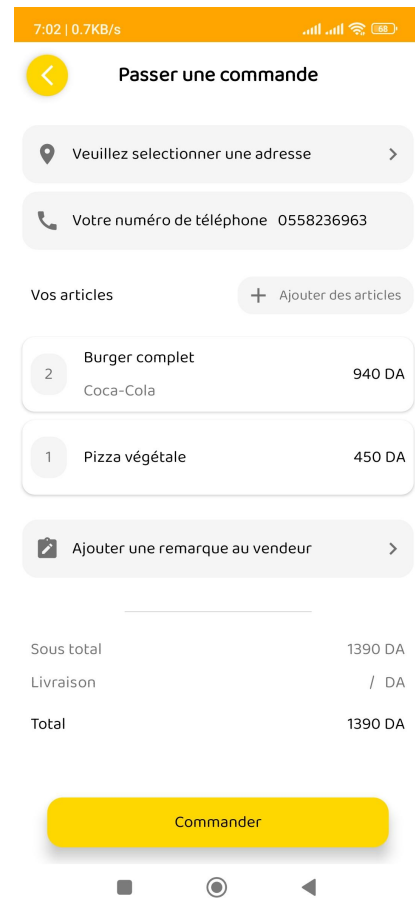 7:02 | 0.7KB/s 68
Passer une commande
Veuillez selectionner une adresse
Votre numéro de téléphone 0558236963
Vos articles + Ajouter des articles
2 Burger complet 940 DA
Coca-Cola
1 Pizza végétale 450 DA
Ajouter une remarque au vendeur
Sous total 1390 DA
Livraison / DA
Total 1390 DA
Commander